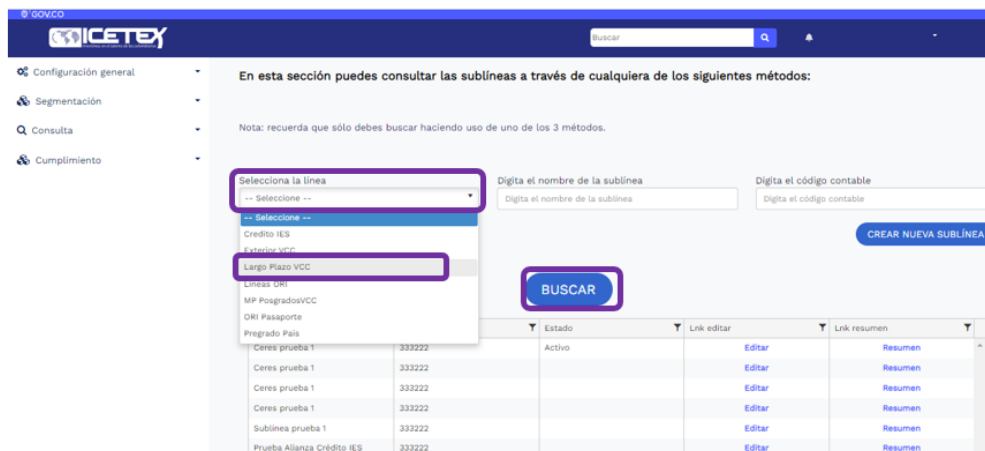 GOV.CO
ICETEX
Buscar
Configuración general
Segmentación
Consulta
Cumplimiento
En esta sección puedes consultar las sublíneas a través de cualquiera de los siguientes métodos:
Nota: recuerda que sólo debes buscar haciendo uso de uno de los 3 métodos.
Selecciona la línea
-- Seleccione --
-- Seleccione --
Credito IES
Exterior VCC
Largo Plazo VCC
Lineas ORI
MP PosgradosVCC
ORI Pasaporte
Pregrado Pais
Digita el nombre de la sublínea
Digita el nombre de la sublínea
Digita el código contable
Digita el código contable
CREAR NUEVA SUBLÍNEA
BUSCAR
Estado Lnk editar Lnk resumen
Ceres prueba 1 333222 Activo Editar Resumen
Ceres prueba 1 333222 Editar Resumen
Ceres prueba 1 333222 Editar Resumen
Ceres prueba 1 333222 Editar Resumen
Sublínea prueba 1 333222 Editar Resumen
Prueba Alianza Crédito IES 333222 Editar Resumen